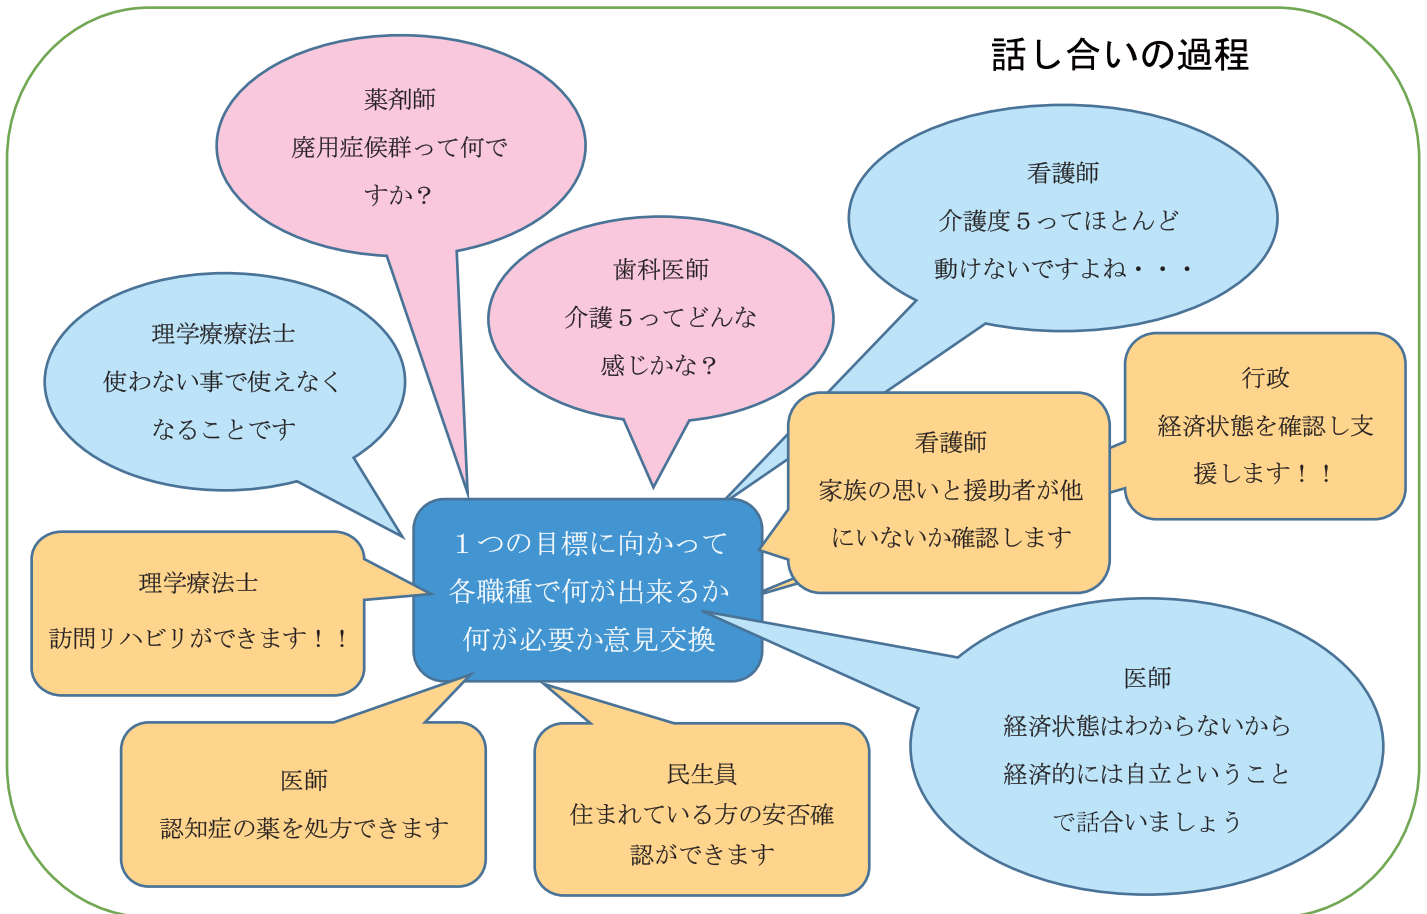 話し合いの過程
薬剤師
廃用症候群って何で
すか？
看護師
介護度５ってほとんど
動けないですよね・・・
歯科医師
介護５ってどんな
感じかな？
理学療療法士
使わない事で使えなく
なることです
行政
経済状態を確認し支
援します！！
看護師
家族の思いと援助者が他
にいないか確認します
１つの目標に向かって
各職種で何が出来るか
何が必要か意見交換
理学療法士
訪問リハビリができます！！
医師
経済状態はわからないから
経済的には自立ということ
で話合いましょう
医師
認知症の薬を処方できます
民生員
住まれている方の安否確
認ができます